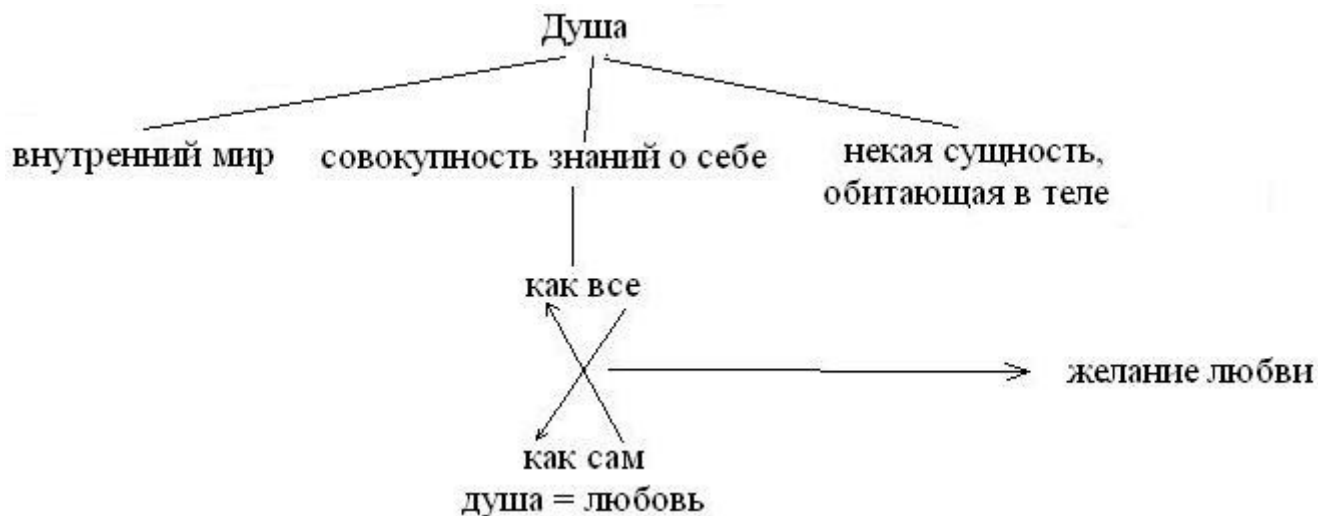 Душа
внутренний мир
совокупность знаний о себе
некая сущность,
обитающая в теле
как все
желание любви
как сам
душа = любовь